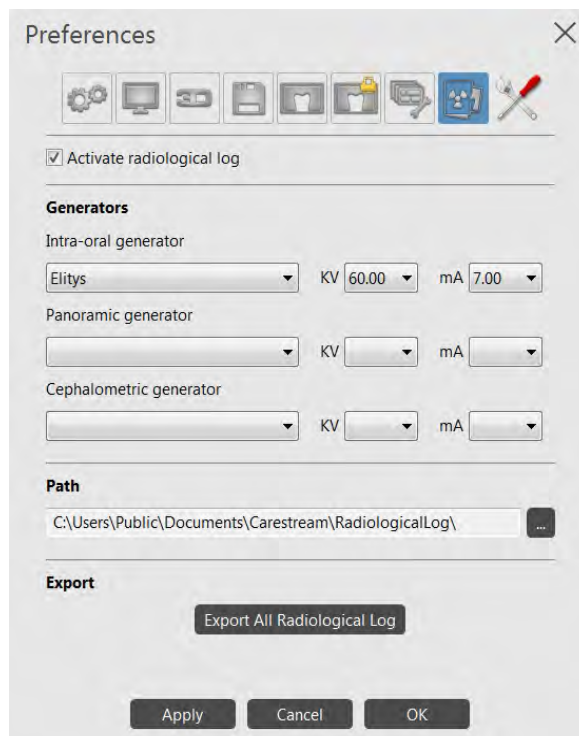 Preferences
3D
Activate radiological log
Generators
Intra-oral generator
Elitys KV 60.00 mA 7.00
Panoramic generator
KV mA
Cephalometric generator
KV mA
Path
C:\Users\Public\Documents\Carestream\RadiologicalLog\ ...
Export
Export All Radiological Log
Apply Cancel OK